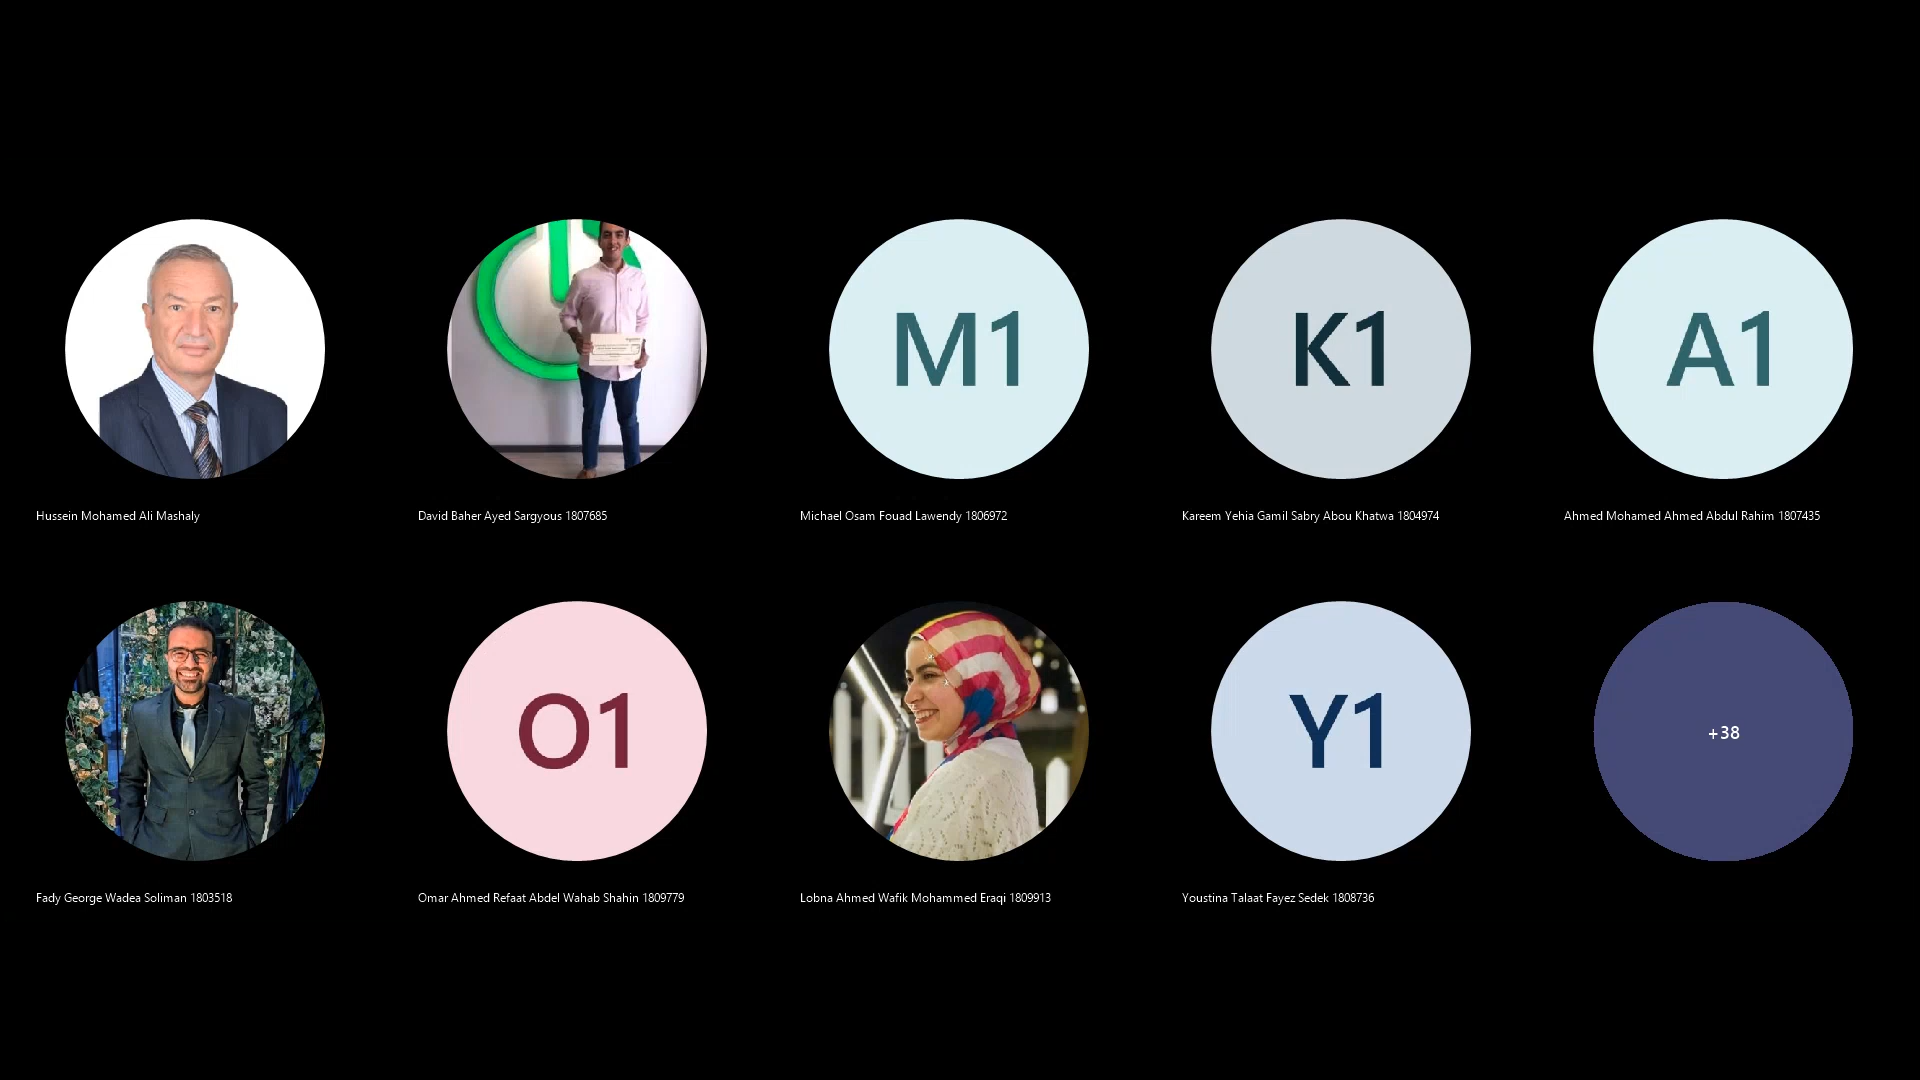 M1
K1
A1
Hussein Mohamed Ali Mashaly
David Baher Ayed Sargyous 1807685
Michael Osam Fouad Lawendy 1806972
Kareem Yehia Gamil Sabry Abou Khatwa 1804974
Ahmed Mohamed Ahmed Abdul Rahim 1807435
O1
Y1
+38
Fady George Wadea Soliman 1803518
Omar Ahmed Refaat Abdel Wahab Shahin 1809779
Lobna Ahmed Wafik Mohammed Eraqi 1809913
Youstina Talaat Fayez Sedek 1808736